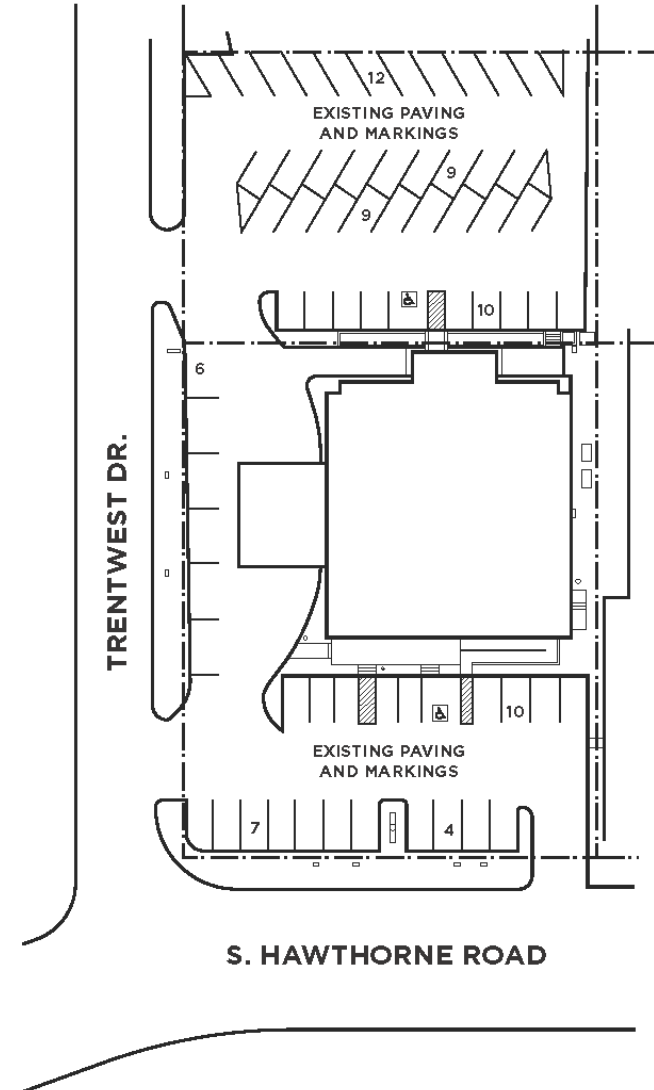 12
EXISTING PAVING
AND MARKINGS
9
9
10
6
TRENTWEST DR.
10
EXISTING PAVING
AND MARKINGS
7
4
S. HAWTHORNE ROAD